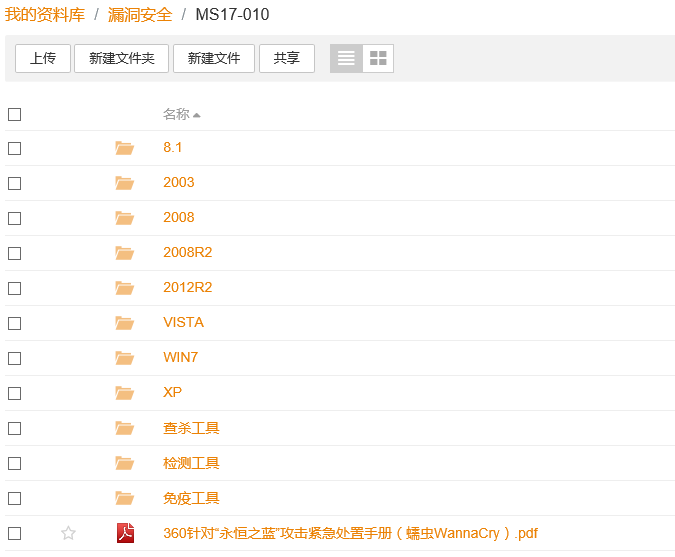 我的资料库 / 漏洞安全 / MS17-010
上传 新建文件夹 新建文件 共享
名称
8.1
2003
2008
2008R2
2012R2
VISTA
WIN7
XP
查杀工具
检测工具
免疫工具
360针对“永恒之蓝”攻击紧急处置手册（蠕虫WannaCry）.pdf